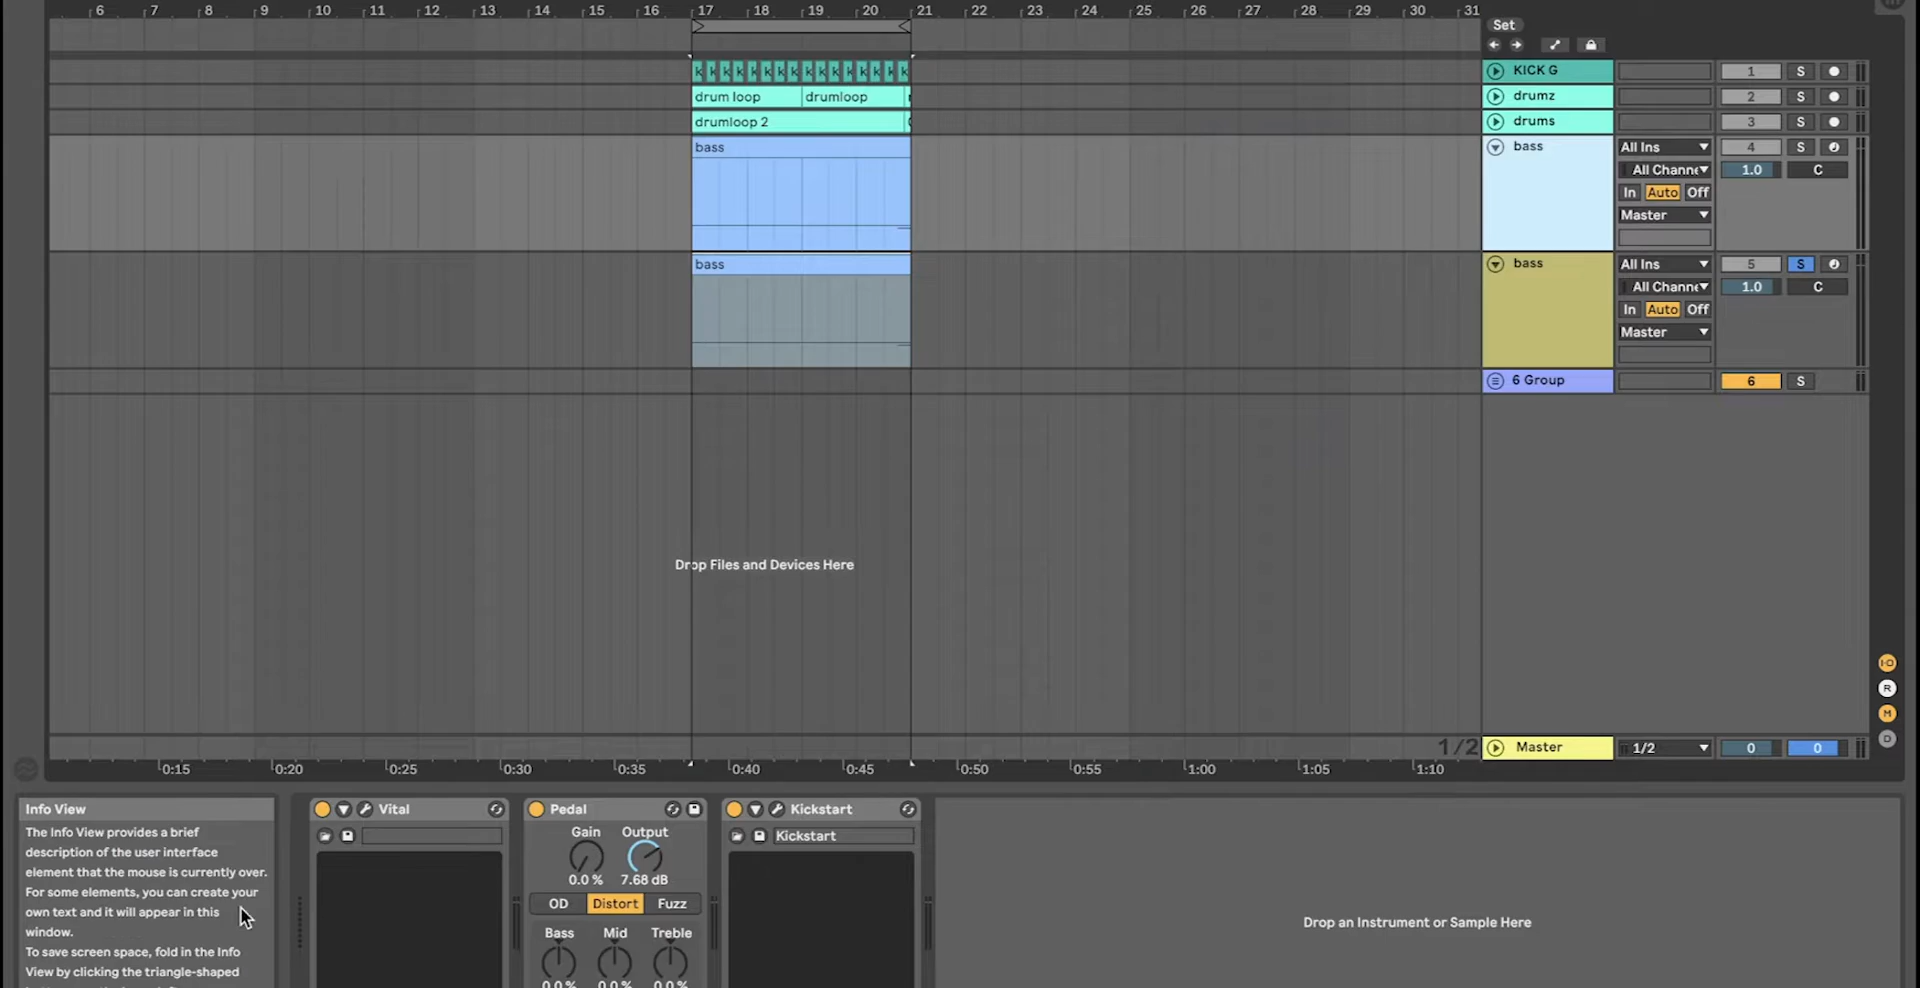 6 7 8 9 10 11 12 13 14 15 16 17 18 19 20 21 22 23 24 25 26 27 28 29 30 31
Set
k k k k k k k k k k k k k k k k
KICK G 1 S
drum loop drumloop
drumz 2 S
drumloop 2
drums 3 S
bass
bass All Ins 4 S
All Channe 1.0 C
In Auto Off
Master
bass
bass All Ins 5 S
All Channe 1.0 C
In Auto Off
Master
6 Group 6 S
Drop Files and Devices Here
I·O
R
M
D
1/2 Master 1/2 0 0
0:15 0:20 0:25 0:30 0:35 0:40 0:45 0:50 0:55 1:00 1:05 1:10
Info View
The Info View provides a brief
description of the user interface
element that the mouse is currently over.
For some elements, you can create your
own text and it will appear in this
window.
To save screen space, fold in the Info
View by clicking the triangle-shaped
Vital
Pedal
Gain Output
0.0 % 7.68 dB
OD Distort Fuzz
Bass Mid Treble
0.0 % 0.0 % 0.0 %
Kickstart
Kickstart
Drop an Instrument or Sample Here